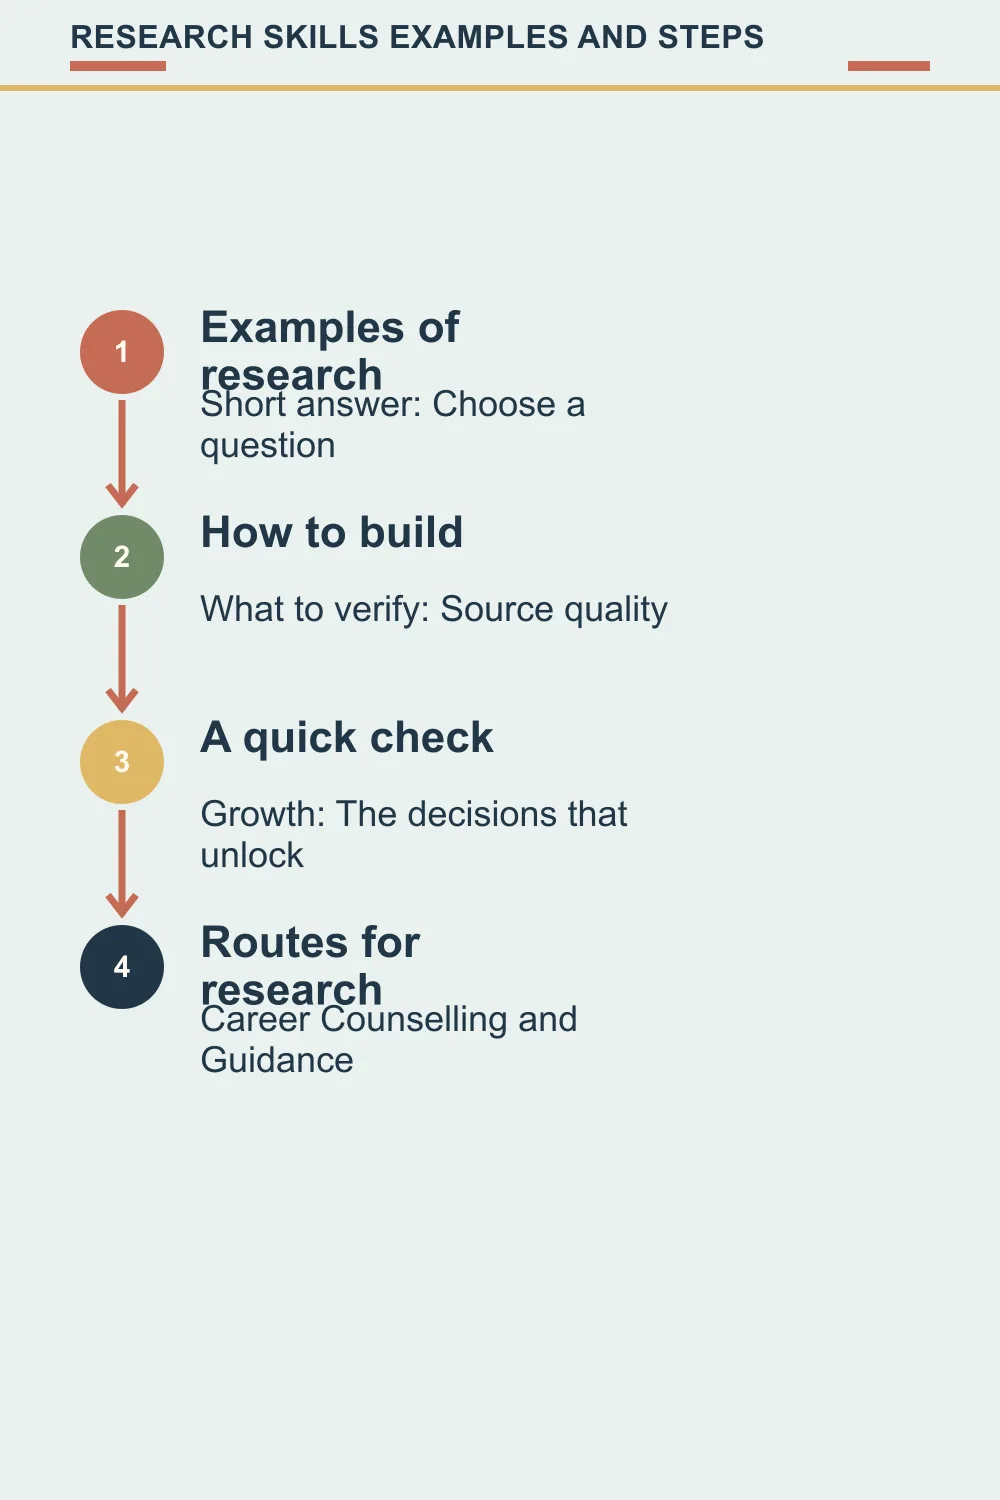 RESEARCH SKILLS EXAMPLES AND STEPS
1
Examples of
research
Short answer: Choose a
question
2
How to build
What to verify: Source quality
3
A quick check
Growth: The decisions that
unlock
4
Routes for
research
Career Counselling and
Guidance